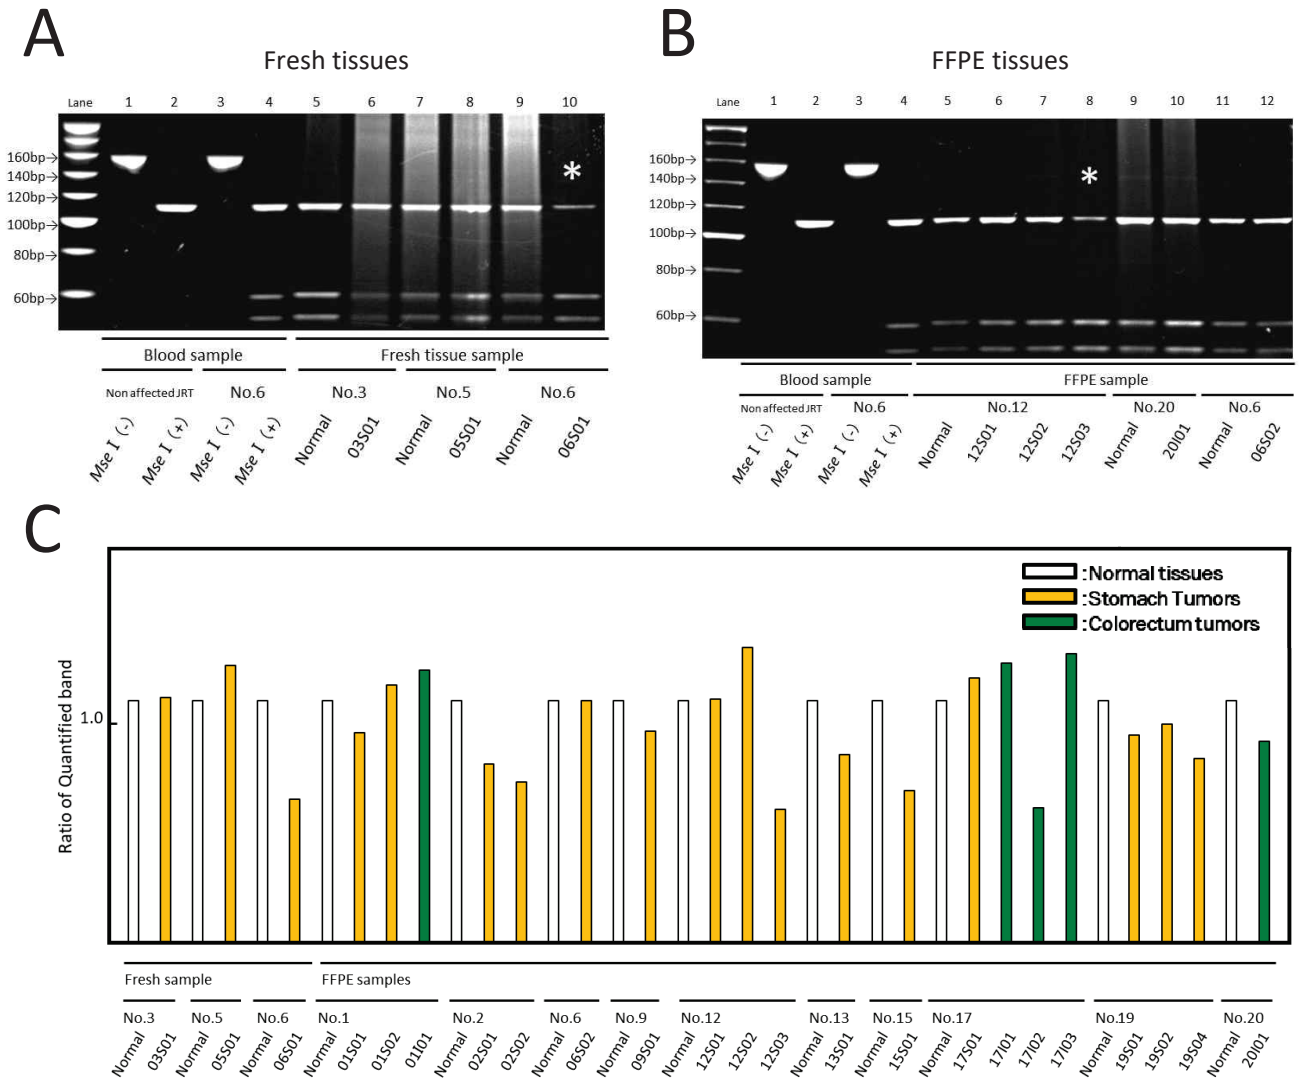 A
Fresh tissues
Lane 1 2 3 4 5 6 7 8 9 10
160bp→
140bp→
120bp→
100bp→
80bp→
60bp→
*
Blood sample
Fresh tissue sample
Non affected JRT
No.6
No.3
No.5
No.6
Mse I (-)
Mse I (+)
Mse I (-)
Mse I (+)
Normal
03S01
Normal
05S01
Normal
06S01
B
FFPE tissues
Lane 1 2 3 4 5 6 7 8 9 10 11 12
160bp→
140bp→
120bp→
100bp→
80bp→
60bp→
*
Blood sample
FFPE sample
Non affected JRT
No.6
No.12
No.20
No.6
Mse I (-)
Mse I (+)
Mse I (-)
Mse I (+)
Normal
12S01
12S02
12S03
Normal
20I01
Normal
06S02
C
:Normal tissues
:Stomach Tumors
:Colorectum tumors
Ratio of Quantified band
1.0
Fresh sample
FFPE samples
No.3
No.5
No.6
No.1
No.2
No.6
No.9
No.12
No.13
No.15
No.17
No.19
No.20
Normal
03S01
Normal
05S01
Normal
06S01
Normal
01S01
01S02
01I01
Normal
02S01
02S02
Normal
06S02
Normal
09S01
Normal
12S01
12S02
12S03
Normal
13S01
Normal
15S01
Normal
17S01
17I01
17I02
17I03
Normal
19S01
19S02
19S04
Normal
20I01